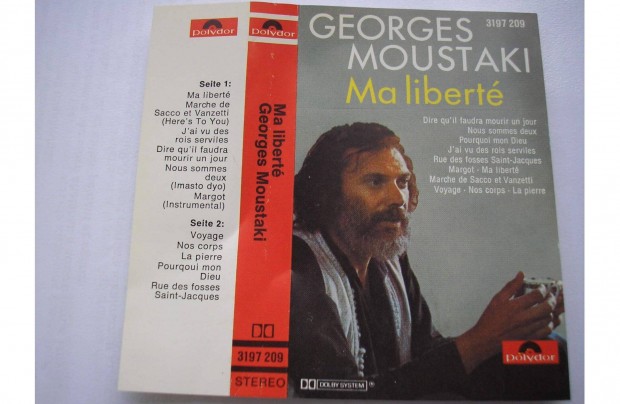 Polydor
Seite 1:
Ma liberté
Marche de
Sacco et Vanzetti
(Here's To You)
J'ai vu des
rois serviles
Dire qu'il faudra
mourir un jour
Nous sommes
deux
(Imasto dyo)
Margot
(Instrumental)
Seite 2:
Voyage
Nos corps
La pierre
Pourqoui mon
Dieu
Rue des fosses
Saint-Jacques
Polydor
Ma liberté
Georges Moustaki
3197 209
STEREO
GEORGES
3197 209
MOUSTAKI
Ma liberté
Dire qu'il faudra mourir un jour
Nous sommes deux
Pourquoi mon Dieu
J'ai vu des rois serviles
Rue des fosses Saint-Jacques
Margot - Ma liberté
Marche de Sacco et Vanzetti
Voyage - Nos corpa - La pierre
Polydor
DOLBY SYSTEM ®